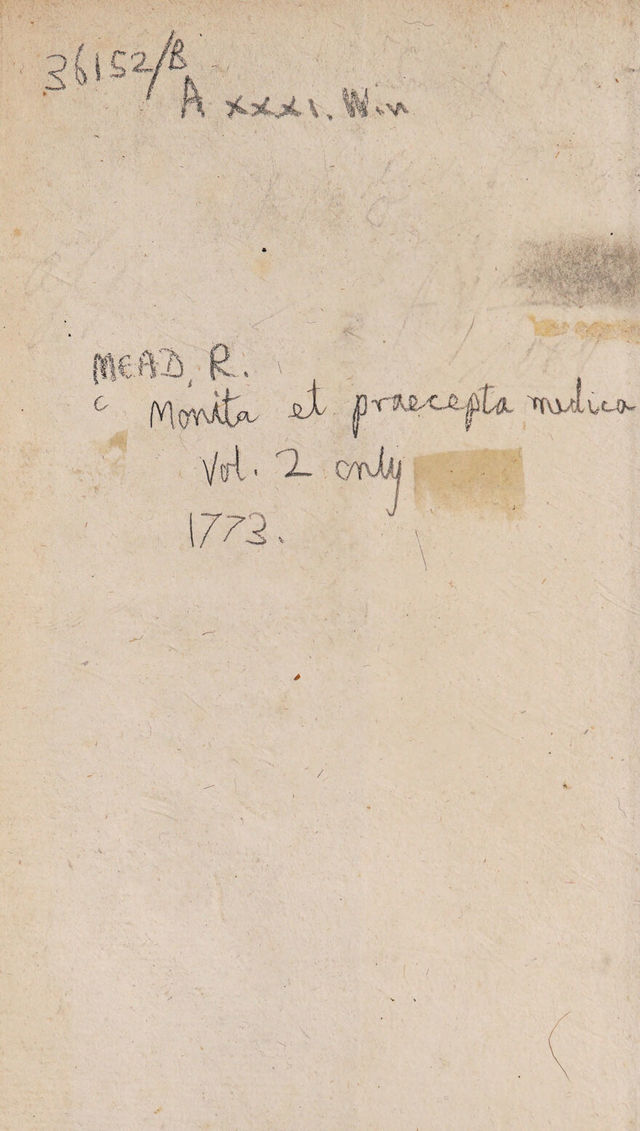 36152/B
A xxxi. Win
MEAD, R.
c Monita et praecepta medica
Vol. 2 only
1773.